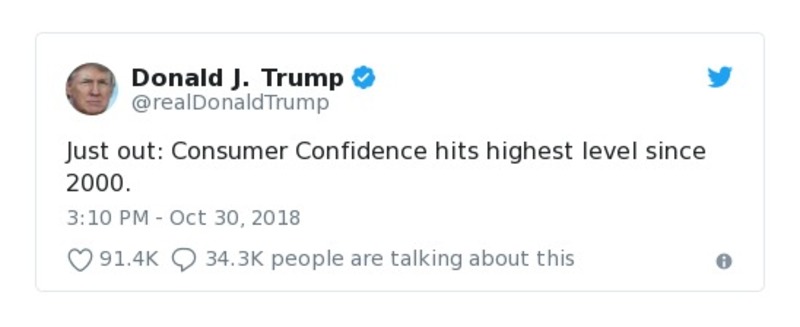 Donald J. Trump
@realDonaldTrump
Just out: Consumer Confidence hits highest level since
2000.
3:10 PM - Oct 30, 2018
91.4K 34.3K people are talking about this